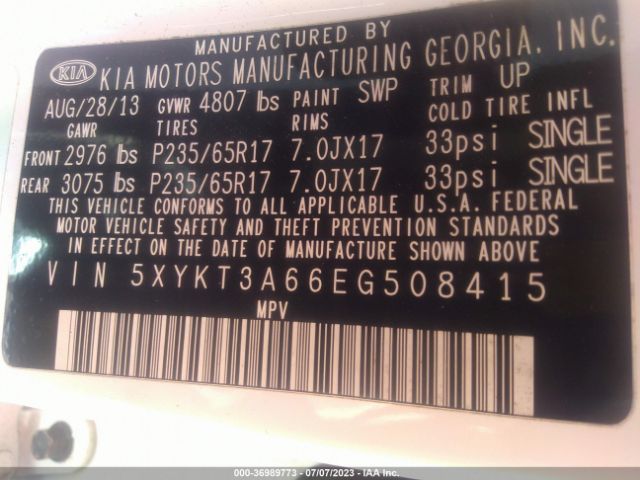 MANUFACTURED BY
KIA KIA MOTORS MANUFACTURING GEORGIA, INC.
AUG/28/13 GVWR 4807 lbs PAINT SWP TRIM UP
GAWR TIRES RIMS COLD TIRE INFL
FRONT 2976 lbs P235/65R17 7.0JX17 33psi SINGLE
REAR 3075 lbs P235/65R17 7.0JX17 33psi SINGLE
THIS VEHICLE CONFORMS TO ALL APPLICABLE U.S.A. FEDERAL
MOTOR VEHICLE SAFETY AND THEFT PREVENTION STANDARDS
IN EFFECT ON THE DATE OF MANUFACTURE SHOWN ABOVE
VIN 5XYKT3A66EG508415
MPV
000-36989773 - 07/07/2023 - IAA Inc.